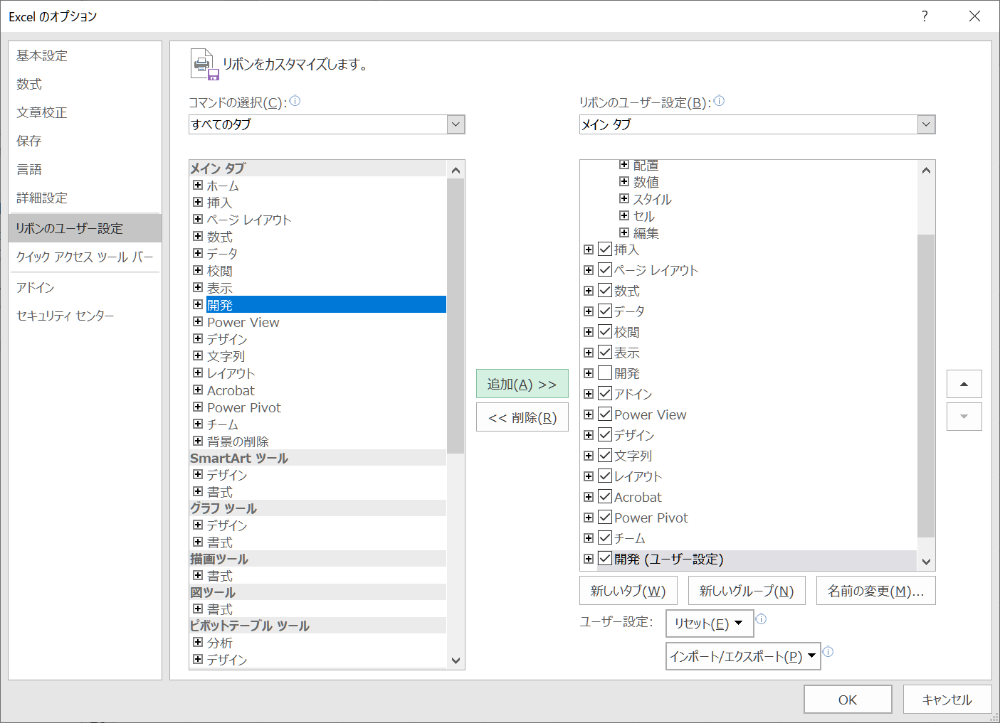 Excel のオプション
?
基本設定
数式
文章校正
保存
言語
詳細設定
リボンのユーザー設定
クイック アクセス ツール バー
アドイン
セキュリティ センター
リボンをカスタマイズします。
コマンドの選択(C):
すべてのタブ
メイン タブ
ホーム
挿入
ページ レイアウト
数式
データ
校閲
表示
開発
Power View
デザイン
文字列
レイアウト
Acrobat
Power Pivot
チーム
背景の削除
SmartArt ツール
デザイン
書式
グラフ ツール
デザイン
書式
描画ツール
書式
図ツール
書式
ピボットテーブル ツール
分析
デザイン
追加(A) >>
<< 削除(R)
リボンのユーザー設定(B):
メイン タブ
配置
数値
スタイル
セル
編集
挿入
ページ レイアウト
数式
データ
校閲
表示
開発
アドイン
Power View
デザイン
文字列
レイアウト
Acrobat
Power Pivot
チーム
開発 (ユーザー設定)
新しいタブ(W)
新しいグループ(N)
名前の変更(M)...
ユーザー設定:
リセット(E)
インポート/エクスポート(P)
OK
キャンセル